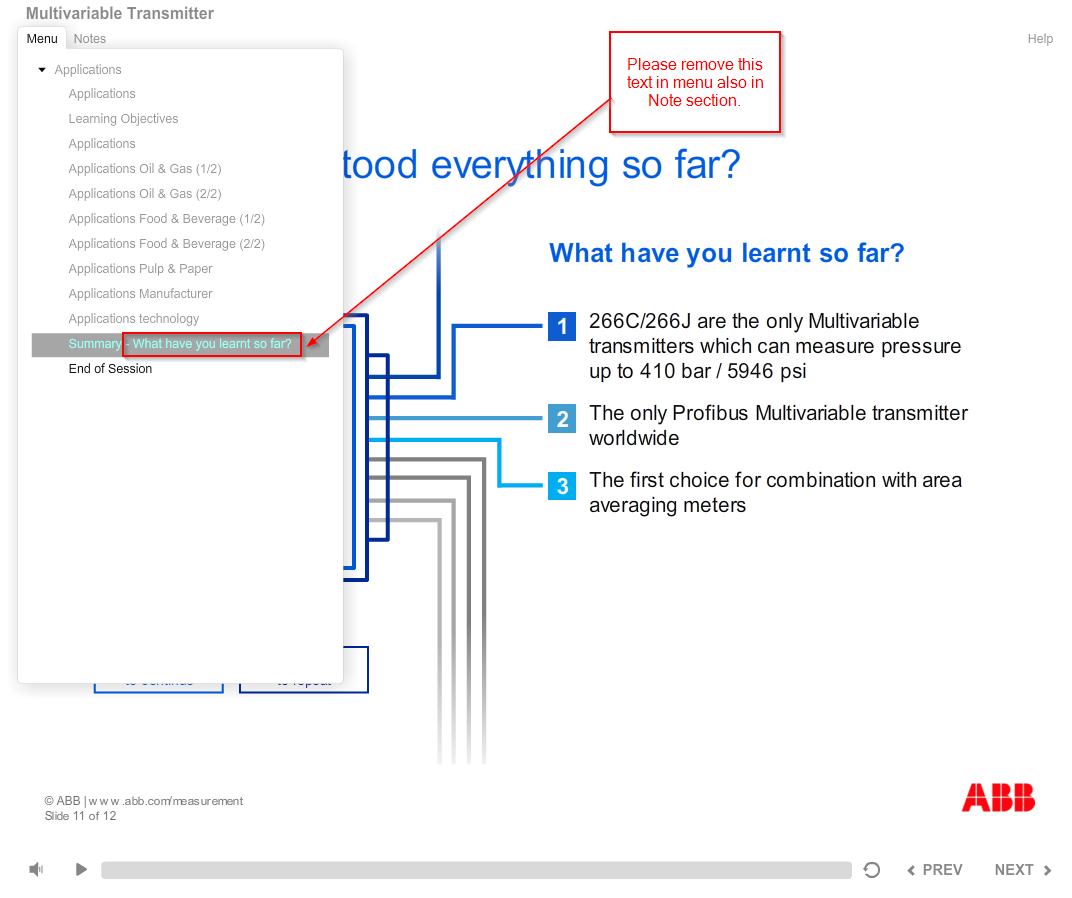 Multivariable Transmitter
Menu
Notes
Help
Applications
Applications
Learning Objectives
Applications
Applications Oil & Gas (1/2)
Applications Oil & Gas (2/2)
Applications Food & Beverage (1/2)
Applications Food & Beverage (2/2)
Applications Pulp & Paper
Applications Manufacturer
Applications technology
Summary - What have you learnt so far?
End of Session
Please remove this
text in menu also in
Note section.
tood everything so far?
What have you learnt so far?
1 266C/266J are the only Multivariable
transmitters which can measure pressure
up to 410 bar / 5946 psi
2 The only Profibus Multivariable transmitter
worldwide
3 The first choice for combination with area
averaging meters
to continue
to repeat
© ABB | www.abb.com/measurement
Slide 11 of 12
ABB
PREV
NEXT